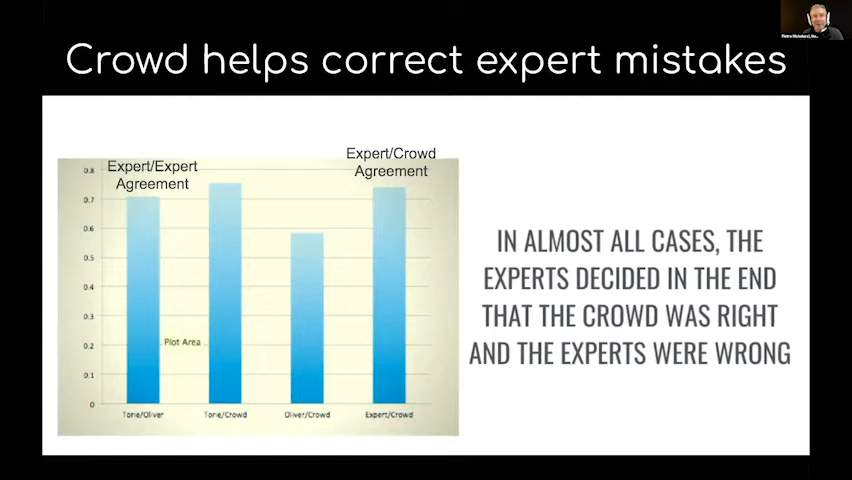 Crowd helps correct expert mistakes
Expert/Expert
Agreement
Expert/Crowd
Agreement
0.8
0.7
0.6
0.5
0.4
0.3
0.2
0.1
0
Plot Area
Tone/Oliver
Tone/Crowd
Oliver/Crowd
Expert/Crowd
IN ALMOST ALL CASES, THE
EXPERTS DECIDED IN THE END
THAT THE CROWD WAS RIGHT
AND THE EXPERTS WERE WRONG